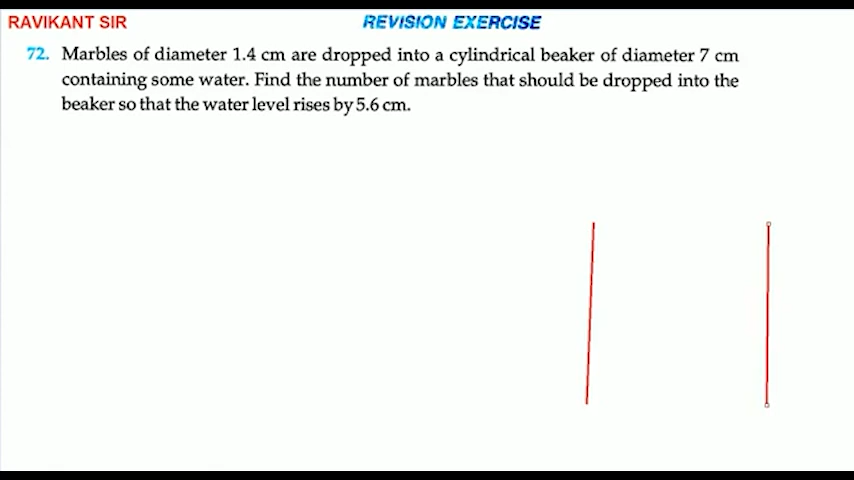 RAVIKANT SIR
REVISION EXERCISE
72. Marbles of diameter 1.4 cm are dropped into a cylindrical beaker of diameter 7 cm
containing some water. Find the number of marbles that should be dropped into the
beaker so that the water level rises by 5.6 cm.